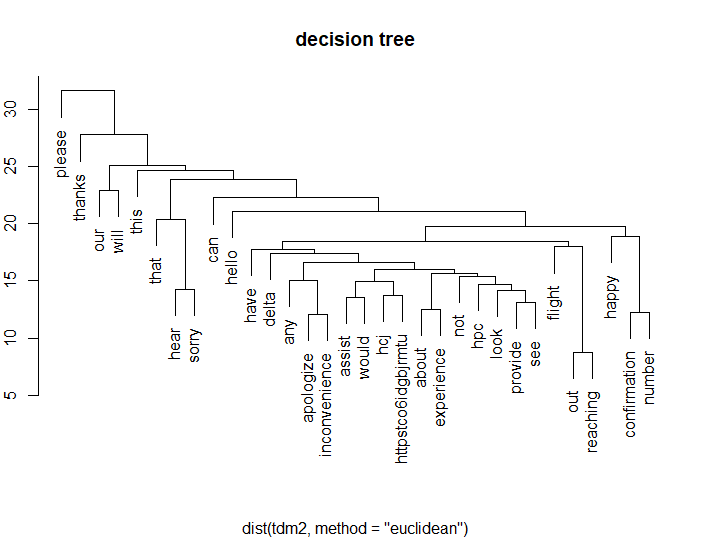 decision tree
30
25
20
15
10
5
please
thanks
our
will
this
that
hear
sorry
can
hello
have
delta
any
apologize
inconvenience
assist
would
hcj
httpstco6idgbjrmtu
about
experience
not
hpc
look
provide
see
flight
out
reaching
happy
confirmation
number
dist(tdm2, method = "euclidean")